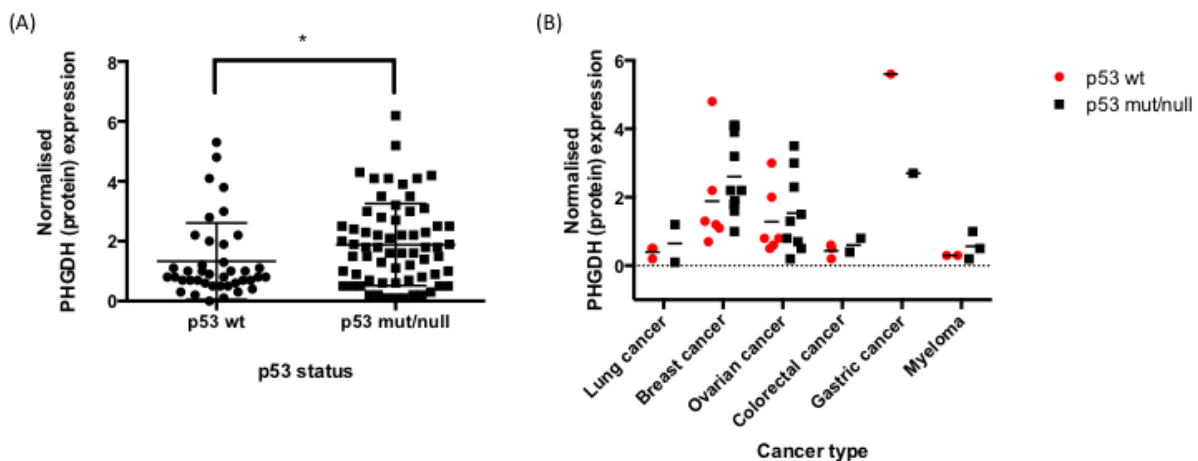 (A)
Normalised
PHGDH (protein) expression
8
6
4
2
0
*
p53 wt
p53 mut/null
p53 status
(B)
Normalised
PHGDH (protein) expression
6
4
2
0
Lung cancer
Breast cancer
Ovarian cancer
Colorectal cancer
Gastric cancer
Myeloma
Cancer type
p53 wt
p53 mut/null